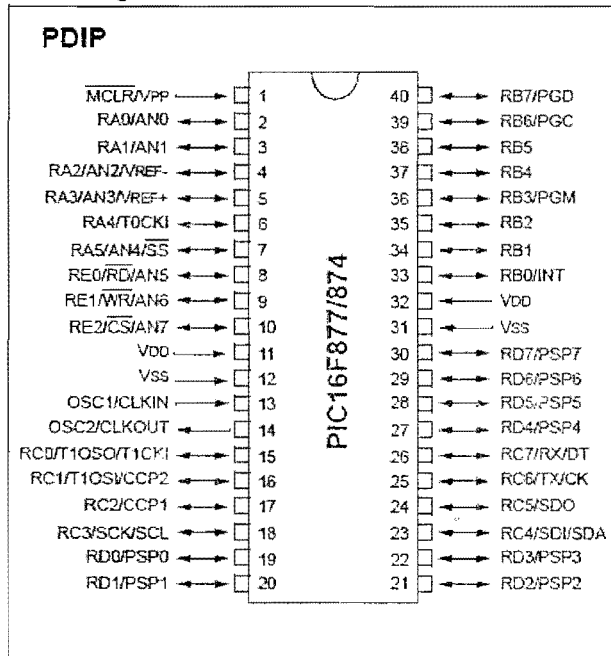 PDIP
MCLR/VPP 1 40 RB7/PGD
RA0/AN0 2 39 RB6/PGC
RA1/AN1 3 38 RB5
RA2/AN2/VREF- 4 37 RB4
RA3/AN3/VREF+ 5 36 RB3/PGM
RA4/T0CKI 6 35 RB2
RA5/AN4/SS 7 34 RB1
RE0/RD/AN5 8 33 RB0/INT
RE1/WR/AN6 9 32 VDD
RE2/CS/AN7 10 31 VSS
VDD 11 30 RD7/PSP7
VSS 12 29 RD6/PSP6
OSC1/CLKIN 13 28 RD5/PSP5
OSC2/CLKOUT 14 27 RD4/PSP4
RC0/T1OSO/T1CKI 15 26 RC7/RX/DT
RC1/T1OSI/CCP2 16 25 RC6/TX/CK
RC2/CCP1 17 24 RC5/SDO
RC3/SCK/SCL 18 23 RC4/SDI/SDA
RD0/PSP0 19 22 RD3/PSP3
RD1/PSP1 20 21 RD2/PSP2
PIC16F877/874